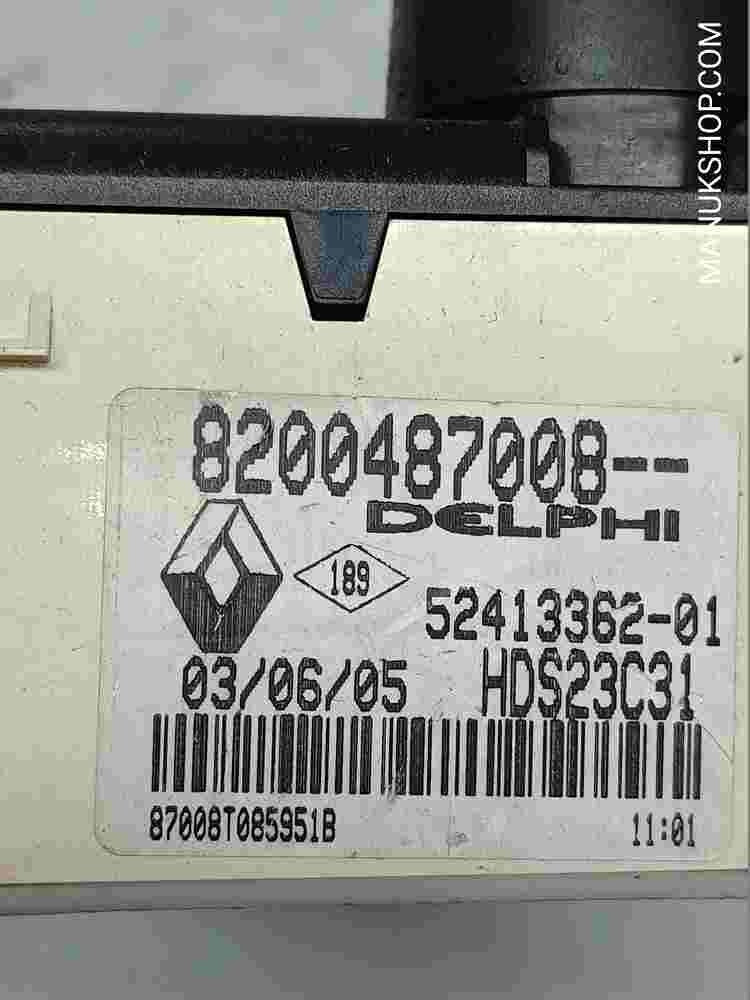 MANUKSHOP.COM
8200487008--
DELPHI
189
52413362-01
03/06/05 HDS23C31
87008T085951B 11:01